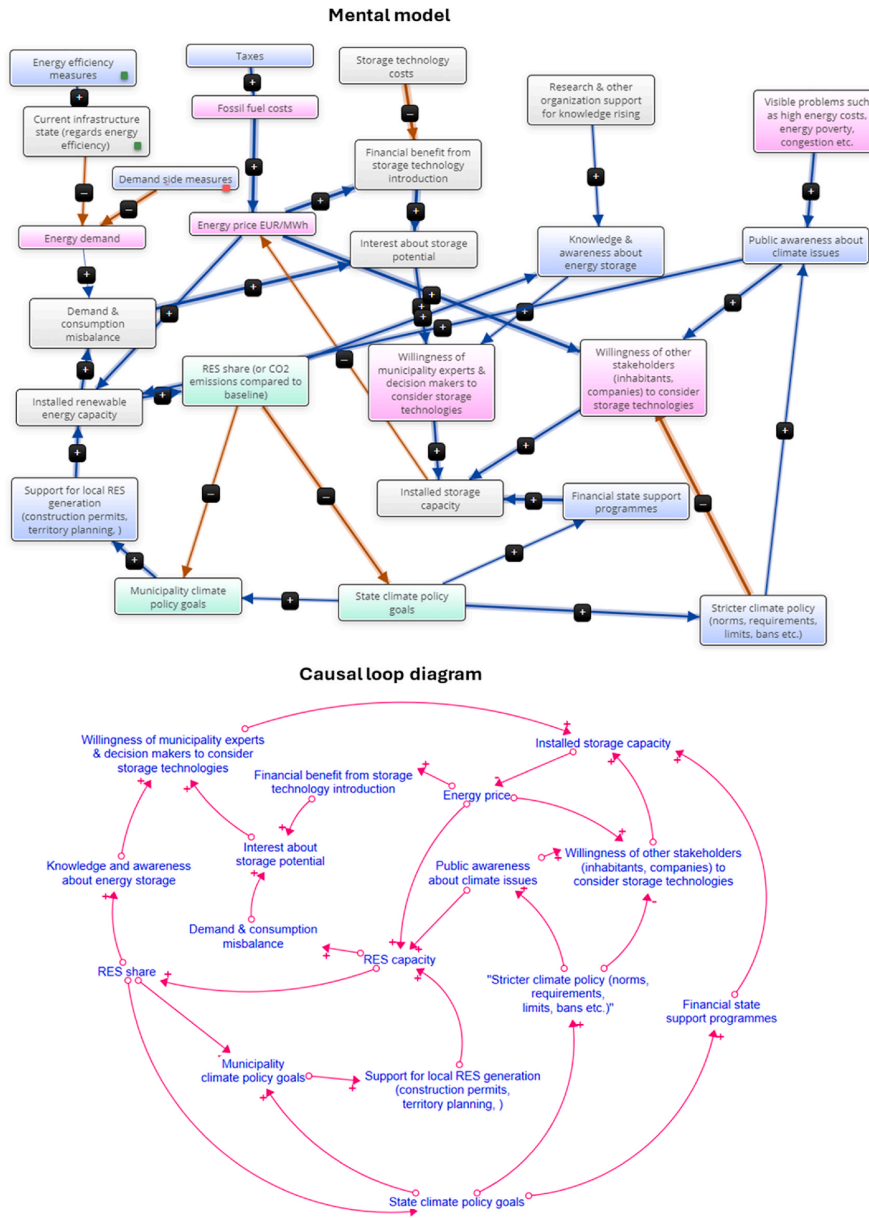 Mental model
Energy efficiency
measures
Taxes
Storage technology
costs
Research & other
organization support
for knowledge rising
Visible problems such
as high energy costs,
energy poverty,
congestion etc.
+
+
Current infrastructure
state (regards energy
efficiency)
Fossil fuel costs
–
+
+
Financial benefit from
storage technology
introduction
+
+
–
Demand side measures
–
+
Energy demand
Energy price EUR/MWh
Interest about storage
potential
Knowledge &
awareness about
energy storage
Public awareness about
climate issues
+
+
+
+
Demand &
consumption
misbalance
+
+
+
+
+
+
+
RES share (or CO2
emissions compared to
baseline)
–
Willingness of
municipality experts &
decision makers to
consider storage
technologies
Willingness of other
stakeholders
(inhabitants,
companies) to consider
storage technologies
Installed renewable
energy capacity
+
+
+
+
+
+
Support for local RES
generation
(construction permits,
territory planning, )
–
–
Installed storage
capacity
+
Financial state support
programmes
–
+
+
Municipality climate
policy goals
+
State climate policy
goals
+
Stricter climate policy
(norms, requirements,
limits, bans etc.)
Causal loop diagram
Willingness of municipality experts
& decision makers to consider
storage technologies
Installed storage capacity
+
+
+
-
Financial benefit from storage
technology introduction
+
Energy price
+
+
+
+
Interest about
storage potential
Knowledge and awareness
about energy storage
Public awareness
about climate issues
+
Willingness of other stakeholders
(inhabitants, companies) to
consider storage technologies
+
+
+
-
Demand & consumption
misbalance
+
+
+
RES capacity
RES share
+
+
"Stricter climate policy (norms,
requirements,
limits, bans etc.)"
+
Financial state
support programmes
+
-
Municipality
climate policy goals
+
+
Support for local RES generation
(construction permits,
territory planning, )
-
State climate policy goals